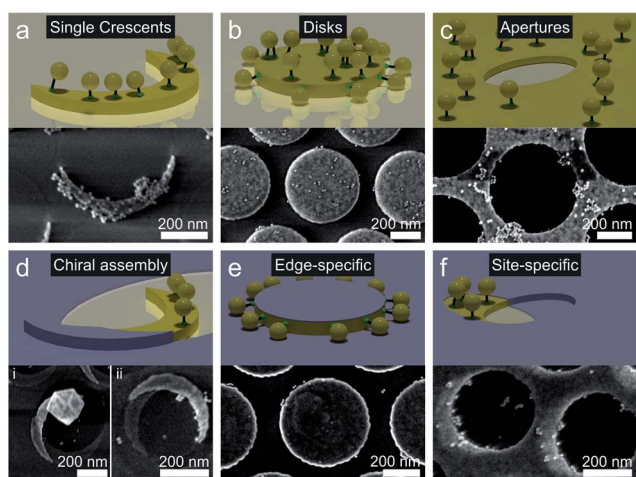 a Single Crescents
b Disks
c Apertures
200 nm
200 nm
200 nm
d Chiral assembly
e Edge-specific
f Site-specific
i
ii
200 nm
200 nm
200 nm
200 nm